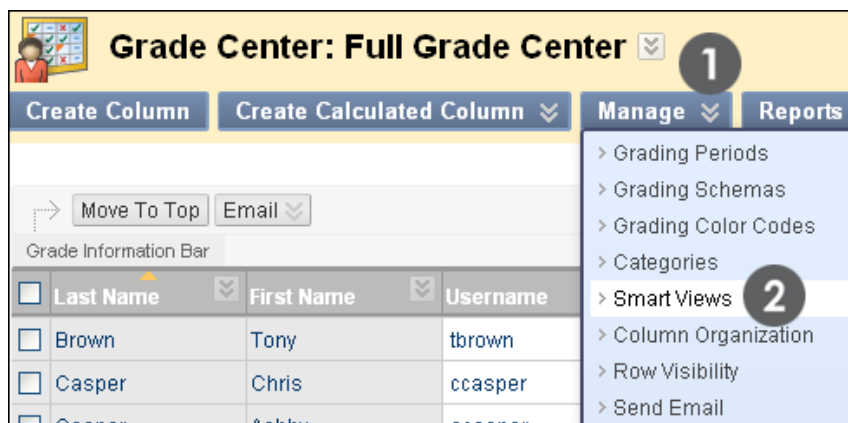 Grade Center: Full Grade Center
1
Create Column
Create Calculated Column
Manage
Reports
> Grading Periods
> Grading Schemas
> Grading Color Codes
> Categories
> Smart Views
2
> Column Organization
> Row Visibility
> Send Email
Move To Top
Email
Grade Information Bar
Last Name First Name Username
Brown Tony tbrown
Casper Chris ccasper